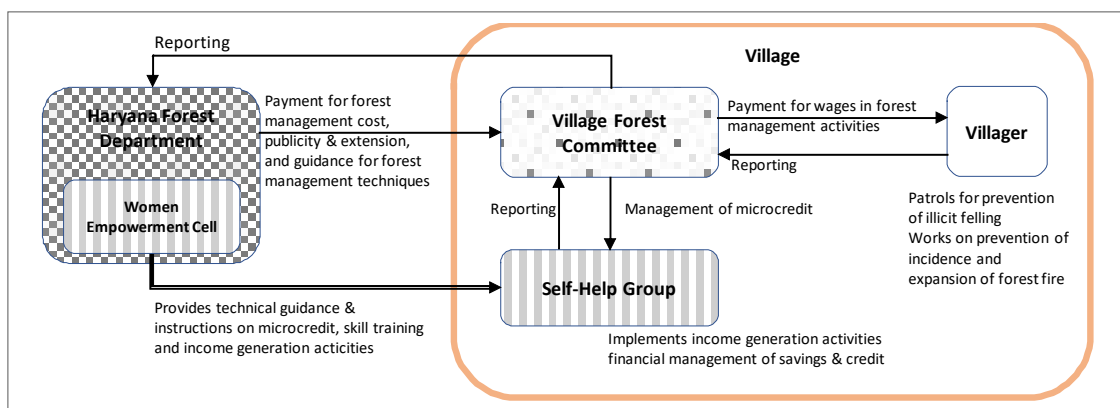 Reporting
Village
Haryana Forest
Department
Women
Empowerment Cell
Payment for forest
management cost,
publicity & extension,
and guidance for forest
management techniques
Village Forest
Committee
Payment for wages in forest
management activities
Reporting
Villager
Patrols for prevention
of illicit felling
Works on prevention of
incidence and
expansion of forest fire
Reporting
Management of microcredit
Self-Help Group
Provides technical guidance &
instructions on microcredit, skill training
and income generation acticities
Implements income generation activities
financial management of savings & credit